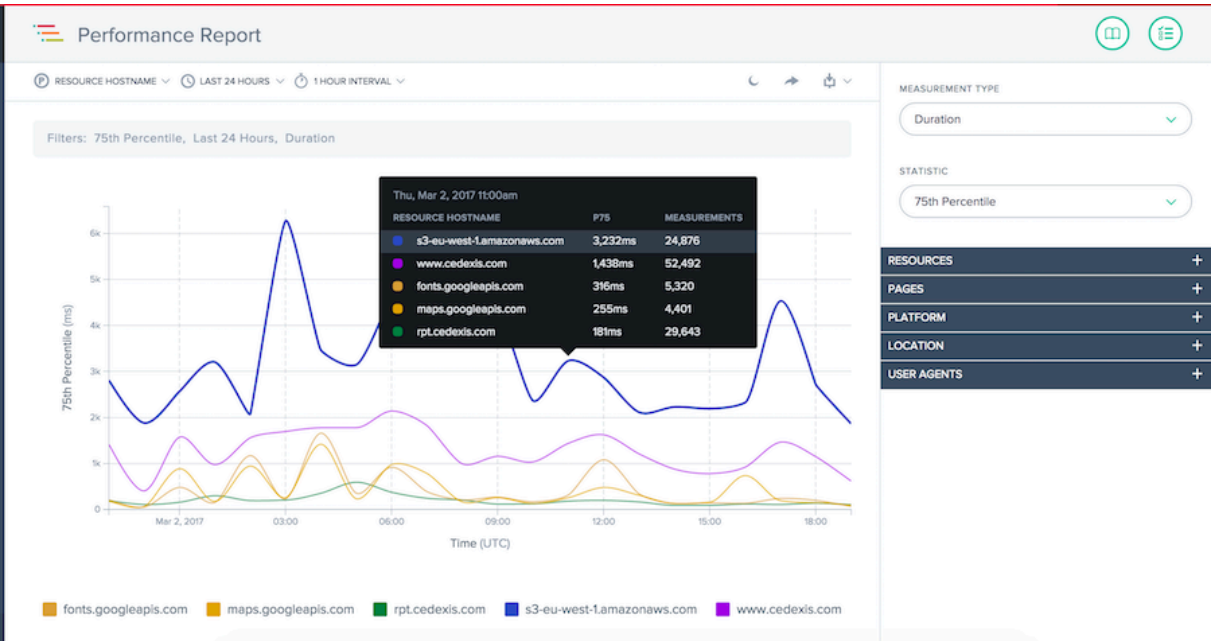 Performance Report
RESOURCE HOSTNAME LAST 24 HOURS 1 HOUR INTERVAL
Filters: 75th Percentile, Last 24 Hours, Duration
Thu, Mar 2, 2017 11:00am
RESOURCE HOSTNAME P75 MEASUREMENTS
s3-eu-west-1.amazonaws.com 3,232ms 24,876
www.cedexis.com 1,438ms 52,492
fonts.googleapis.com 316ms 5,320
maps.googleapis.com 255ms 4,401
rpt.cedexis.com 181ms 29,643
75th Percentile (ms)
6k
5k
4k
3k
2k
1k
0
Mar 2, 2017 03:00 06:00 09:00 12:00 15:00 18:00
Time (UTC)
fonts.googleapis.com maps.googleapis.com rpt.cedexis.com s3-eu-west-1.amazonaws.com www.cedexis.com
MEASUREMENT TYPE
Duration
STATISTIC
75th Percentile
RESOURCES +
PAGES +
PLATFORM +
LOCATION +
USER AGENTS +